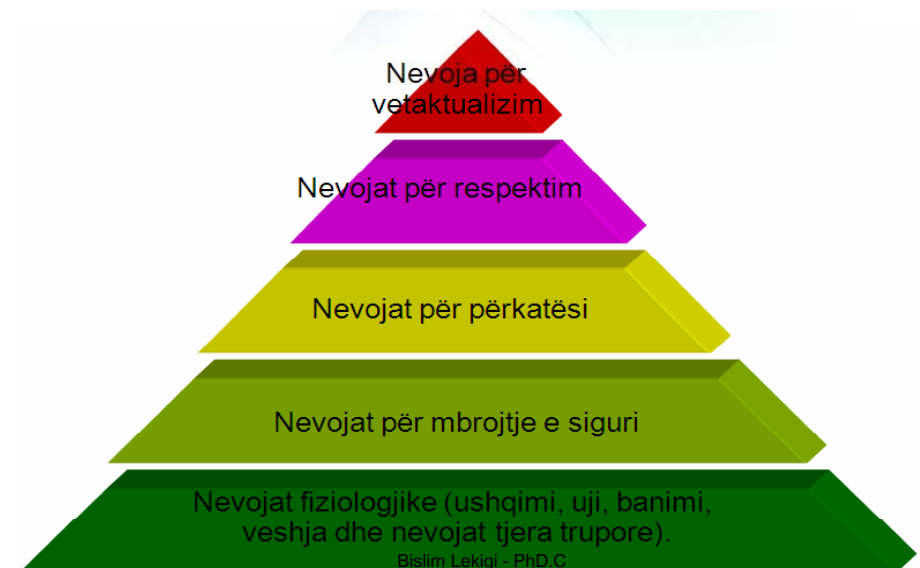 Nevoja për
vetaktualizim
Nevojat për respektim
Nevojat për përkatësi
Nevojat për mbrojtje e siguri
Nevojat fiziologjike (ushqimi, uji, banimi,
veshja dhe nevojat tjera trupore).
Bislim Lekiqi - PhD.C